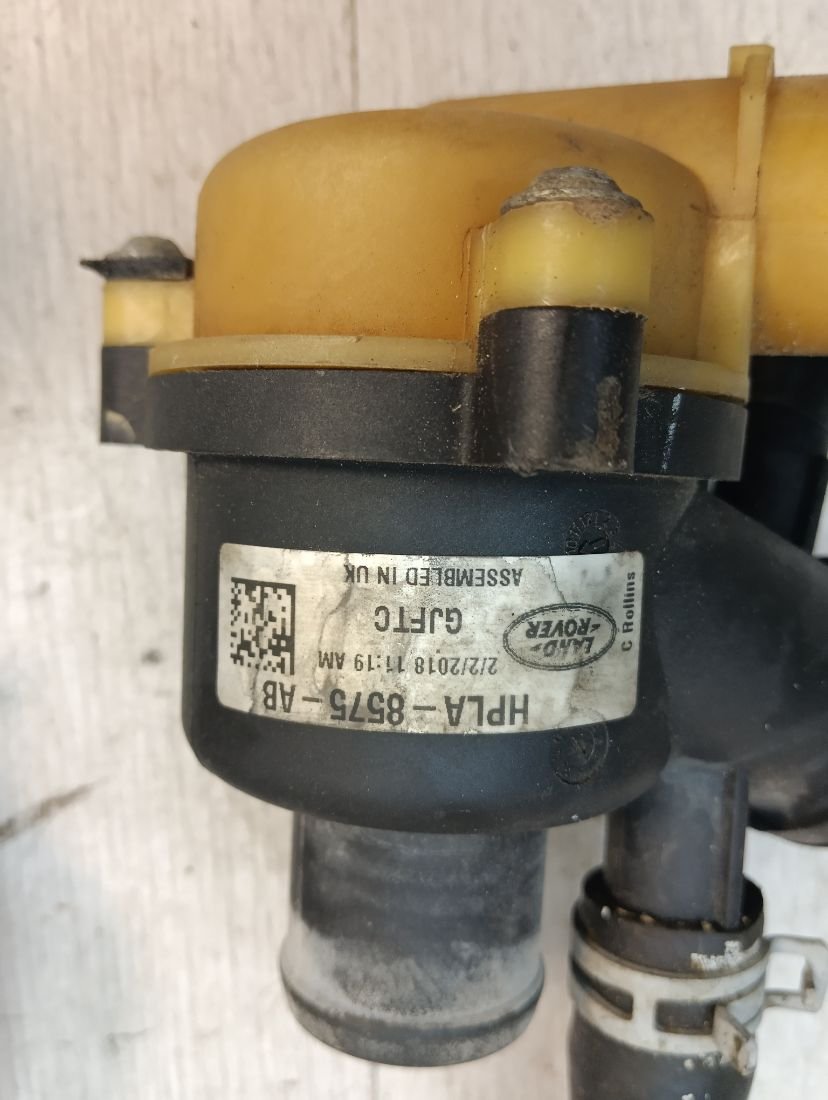 HPLA-8575-AB
2/2/2018 11:19 AM
LAND-
-ROVER
GJFTC
ASSEMBLED IN UK
C Rollins